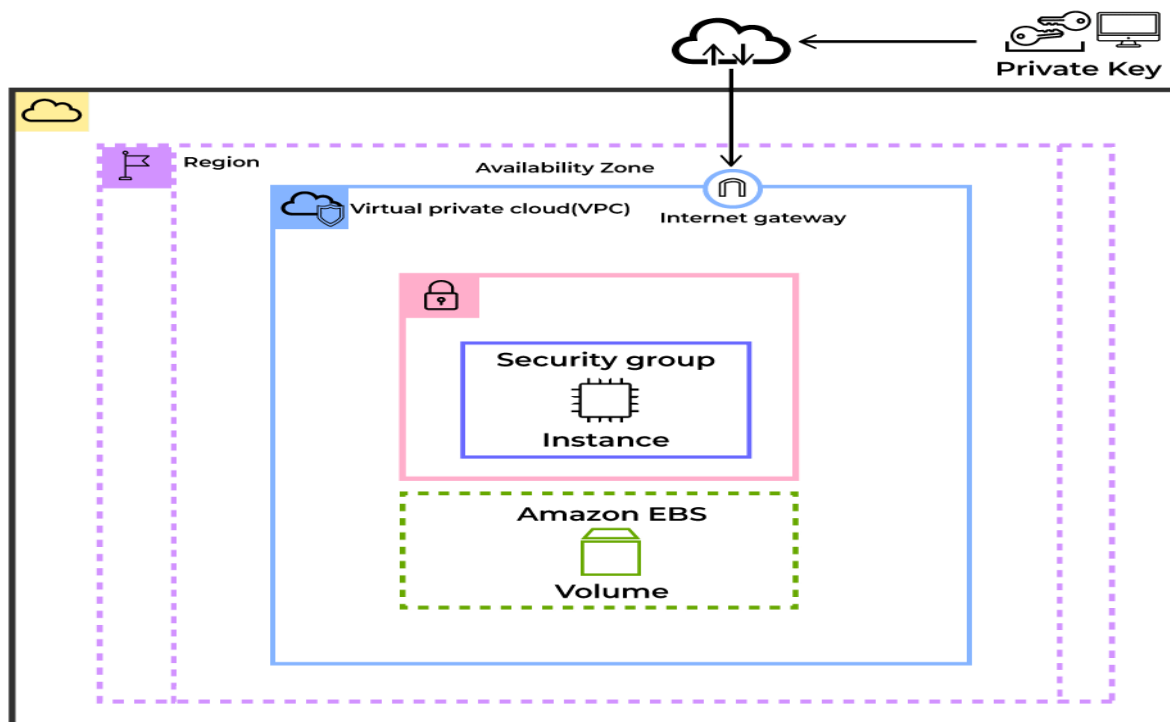 Private Key
Region
Availability Zone
Virtual private cloud(VPC)
Internet gateway
Security group
Instance
Amazon EBS
Volume